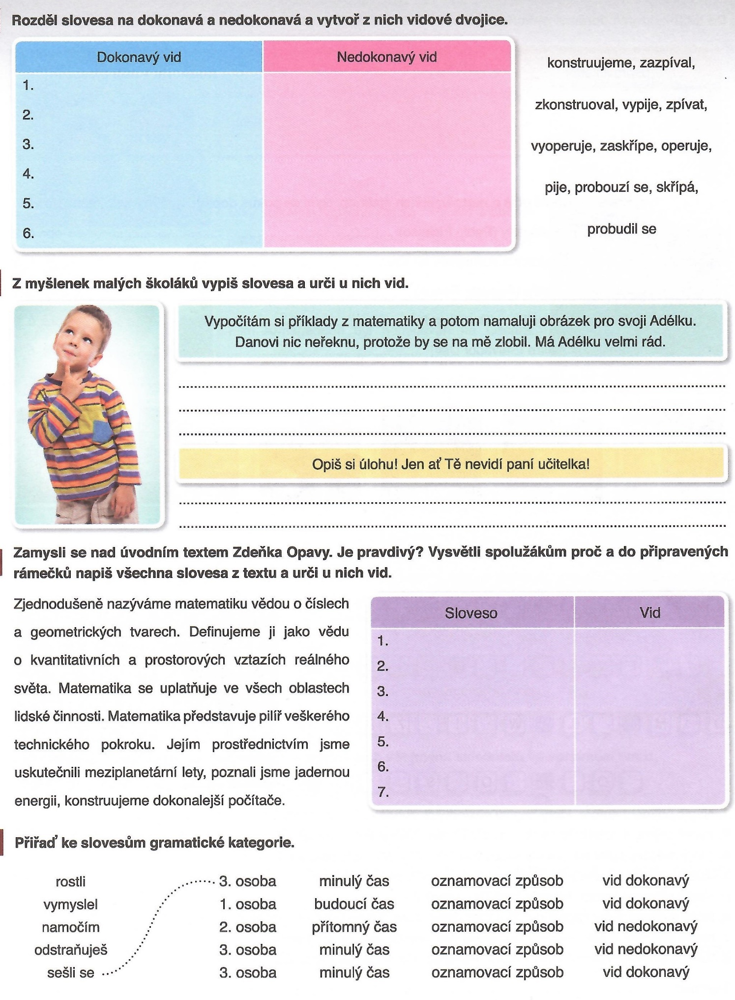 Rozděl slovesa na dokonavá a nedokonavá a vytvoř z nich vidové dvojice.
Dokonavý vid
Nedokonavý vid
1.
2.
3.
4.
5.
6.
konstruujeme, zazpíval,
zkonstruoval, vypije, zpívat,
vyoperuje, zaskřípe, operuje,
pije, probouzí se, skřípá,
probudil se
Z myšlenek malých školáků vypiš slovesa a urči u nich vid.
Vypočítám si příklady z matematiky a potom namaluji obrázek pro svoji Adélku.
Danovi nic neřeknu, protože by se na mě zlobil. Má Adélku velmi rád.
Opiš si úlohu! Jen ať Tě nevidí paní učitelka!
Zamysli se nad úvodním textem Zdeňka Opavy. Je pravdivý? Vysvětli spolužákům proč a do připravených
rámečků napiš všechna slovesa z textu a urči u nich vid.
Zjednodušeně nazýváme matematiku vědou o číslech
a geometrických tvarech. Definujeme ji jako vědu
o kvantitativních a prostorových vztazích reálného
světa. Matematika se uplatňuje ve všech oblastech
lidské činnosti. Matematika představuje pilíř veškerého
technického pokroku. Jejím prostřednictvím jsme
uskutečnili meziplanetární lety, poznali jsme jadernou
energii, konstruujeme dokonalejší počítače.
Sloveso
Vid
1.
2.
3.
4.
5.
6.
7.
Přiřaď ke slovesům gramatické kategorie.
rostli 3. osoba minulý čas oznamovací způsob vid dokonavý
vymyslel 1. osoba budoucí čas oznamovací způsob vid dokonavý
namočím 2. osoba přítomný čas oznamovací způsob vid nedokonavý
odstraňuješ 3. osoba minulý čas oznamovací způsob vid nedokonavý
sešli se 3. osoba minulý čas oznamovací způsob vid dokonavý